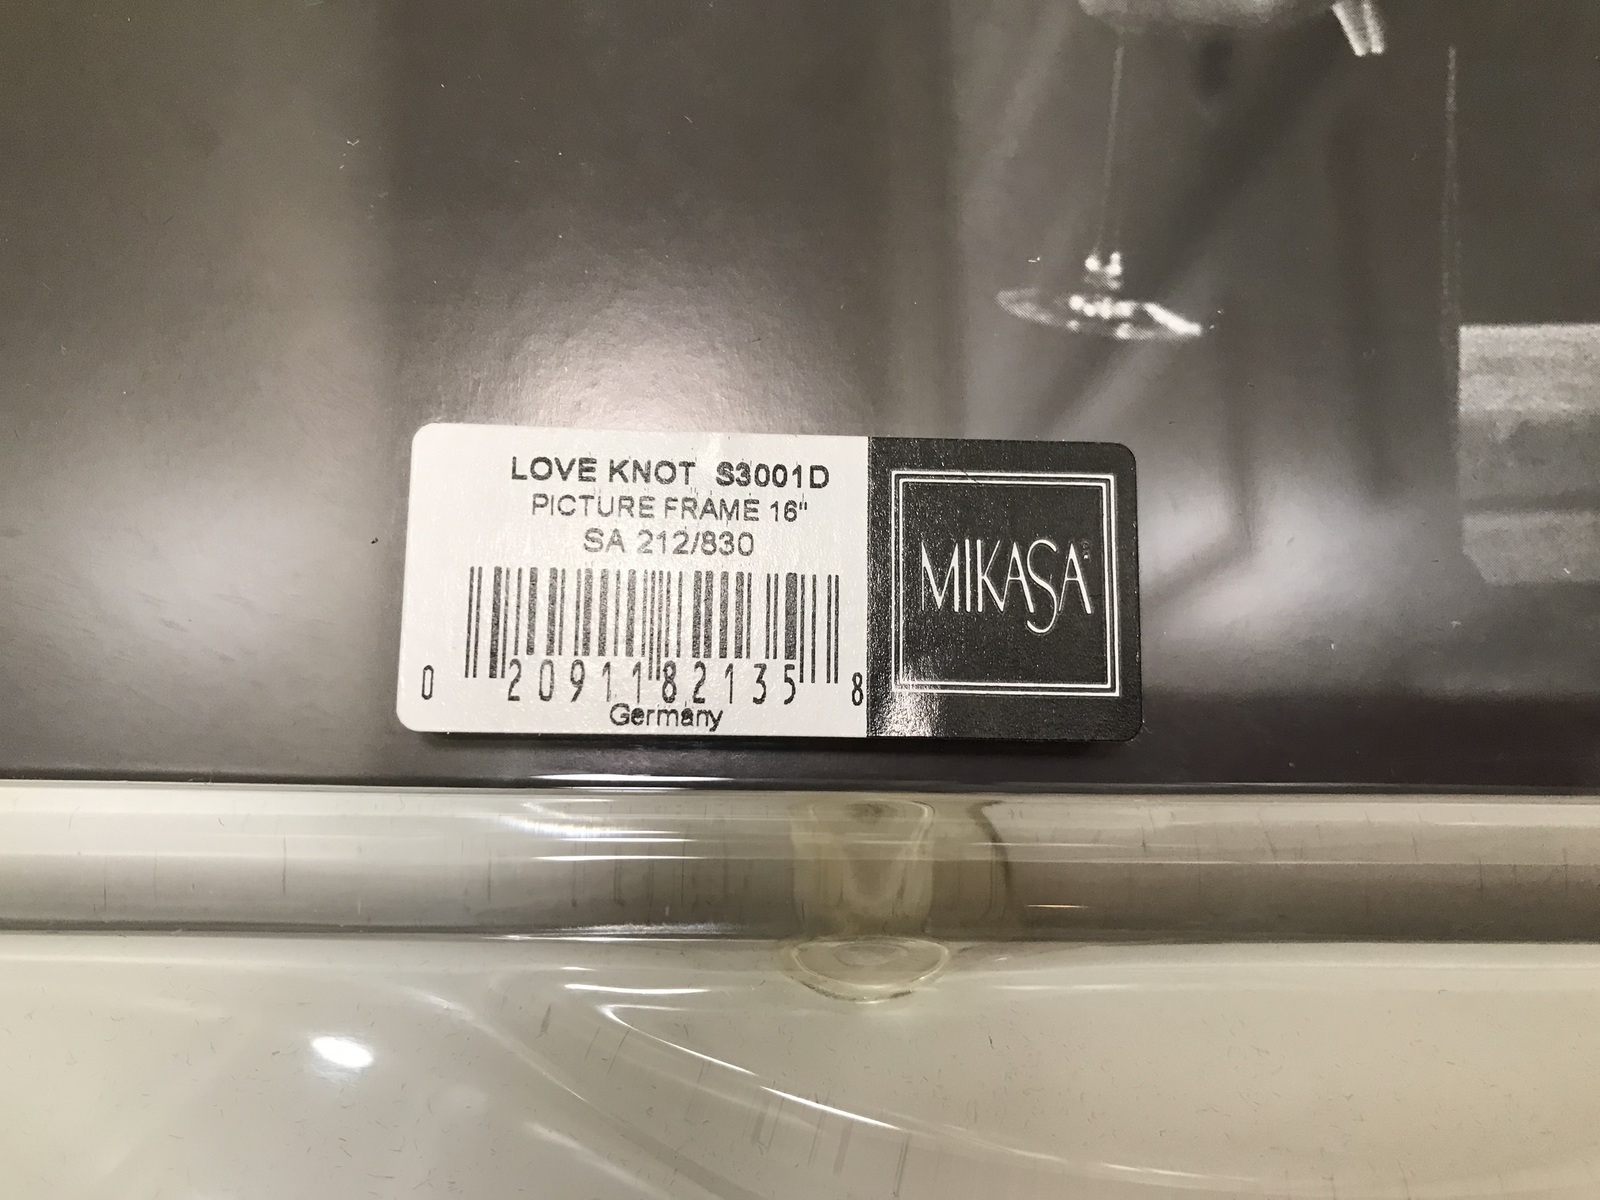 LOVE KNOT S3001D
PICTURE FRAME 16"
SA 212/830
0 20911 82135 8
Germany
MIKASA®